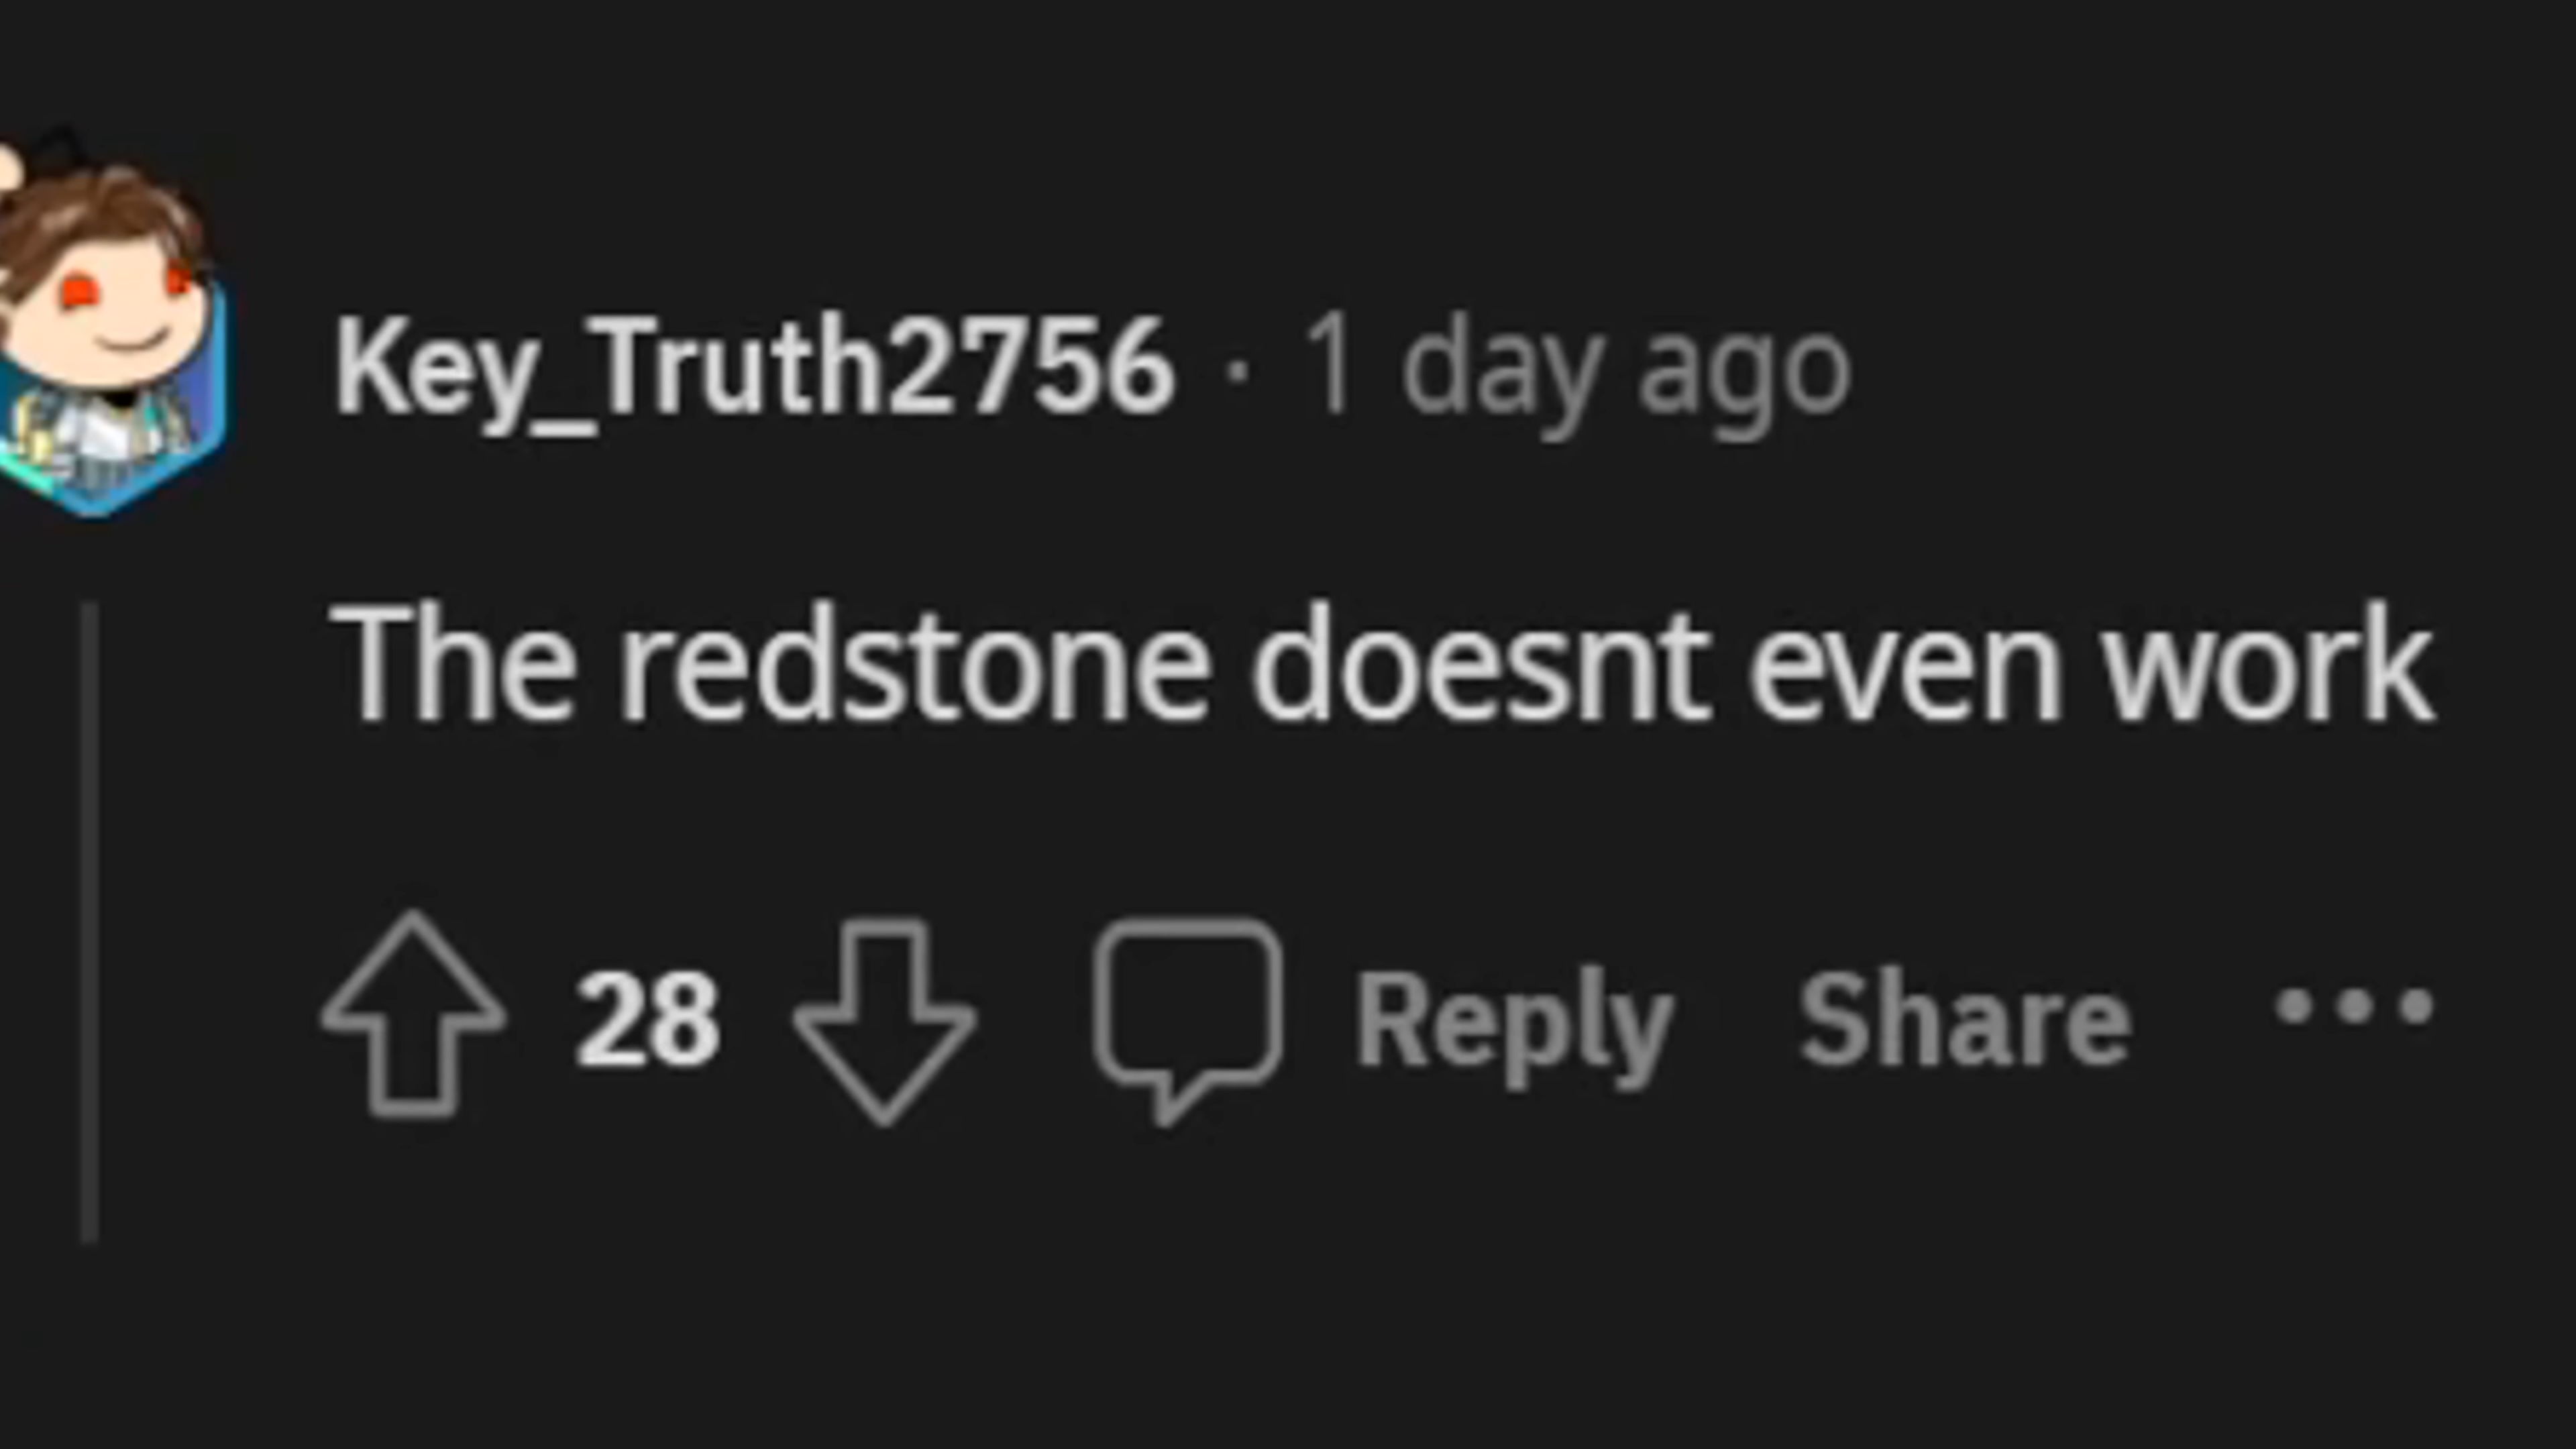 Key_Truth2756 · 1 day ago
The redstone doesnt even work
28 Reply Share ···